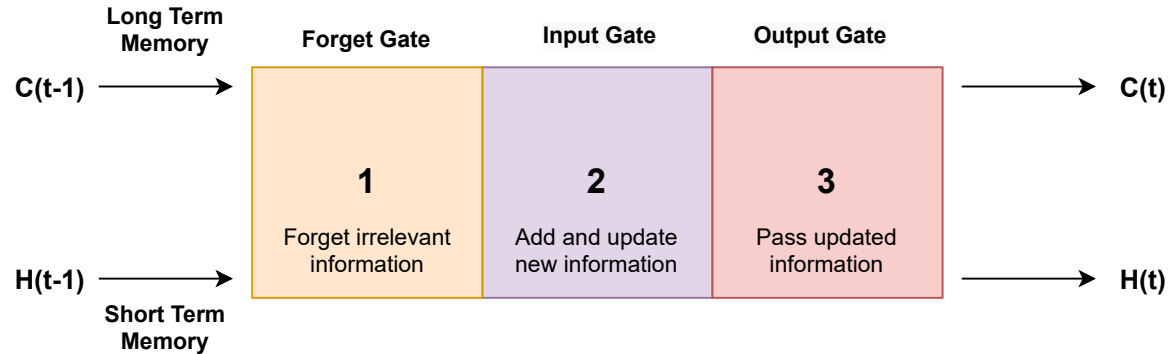 Long Term
Memory
Forget Gate
Input Gate
Output Gate
C(t-1)
C(t)
1
2
3
Forget irrelevant
information
Add and update
new information
Pass updated
information
H(t-1)
H(t)
Short Term
Memory